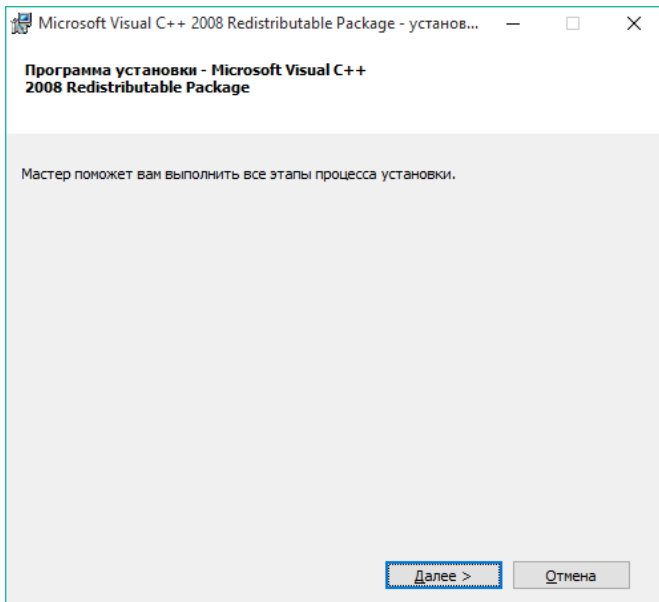 Microsoft Visual C++ 2008 Redistributable Package - установ...
Программа установки - Microsoft Visual C++
2008 Redistributable Package
Мастер поможет вам выполнить все этапы процесса установки.
Далее >
Отмена